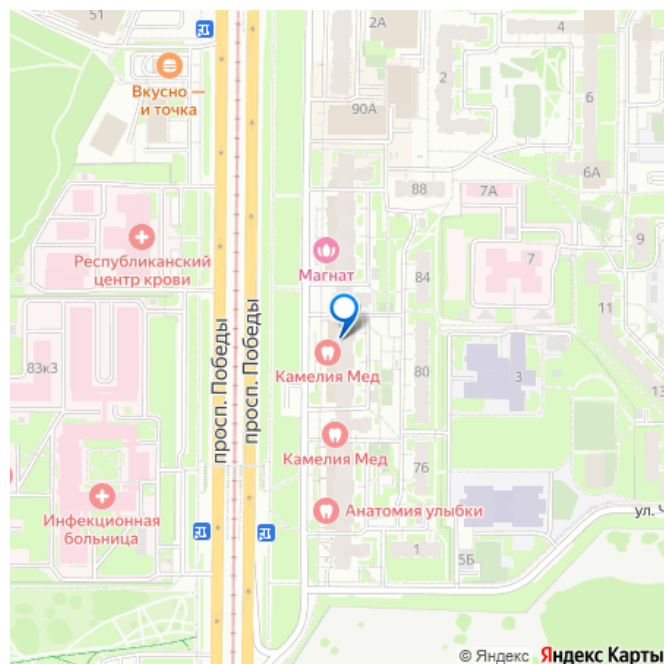 51
2А
4
2
Вкусно —
и точка
90А
6
6А
88
7А
9
Республиканский
центр крови
Магнат
84
7
11
просп. Победы
просп. Победы
83к3
Камелия Мед
80
3
13
Камелия Мед
76
Инфекционная
больница
Анатомия улыбки
ул. Ч
1
5Б
© Яндекс Яндекс Карты